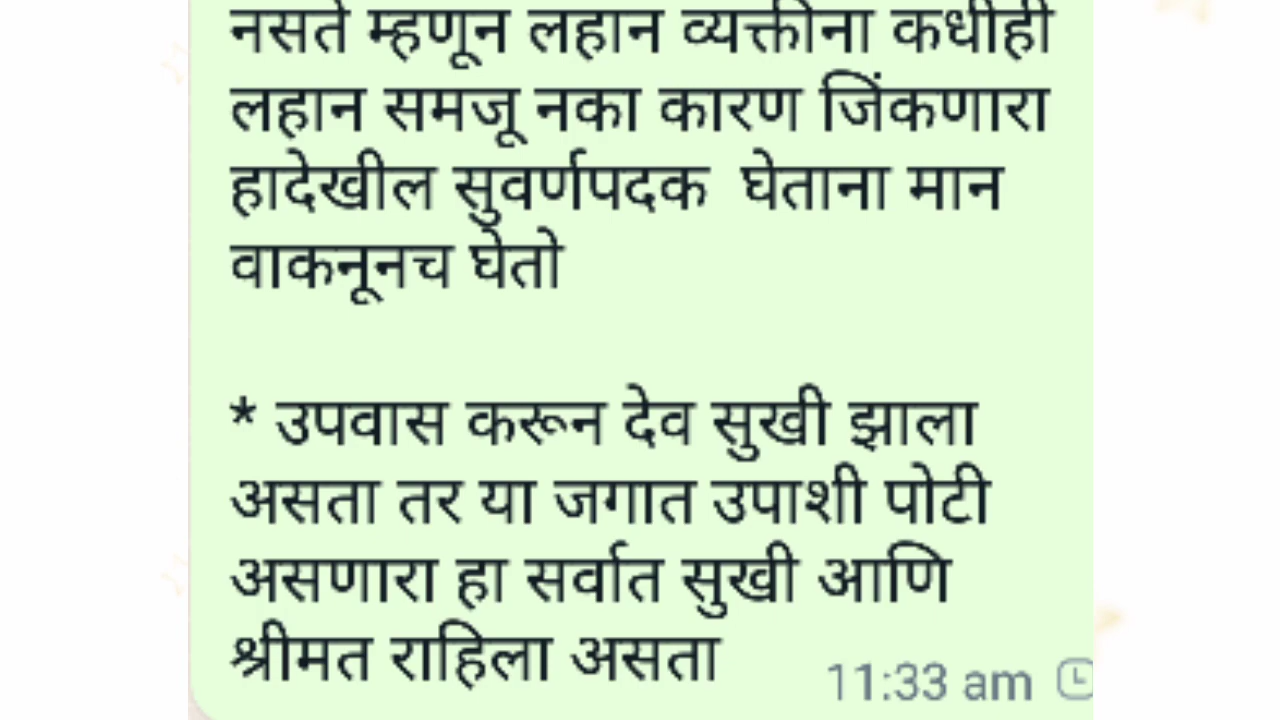 नसते म्हणून लहान व्यक्तीना कधीही
लहान समजू नका कारण जिंकणारा
हादेखील सुवर्णपदक घेताना मान
वाकनूनच घेतो
* उपवास करून देव सुखी झाला
असता तर या जगात उपाशी पोटी
असणारा हा सर्वात सुखी आणि
श्रीमत राहिला असता
11:33 am